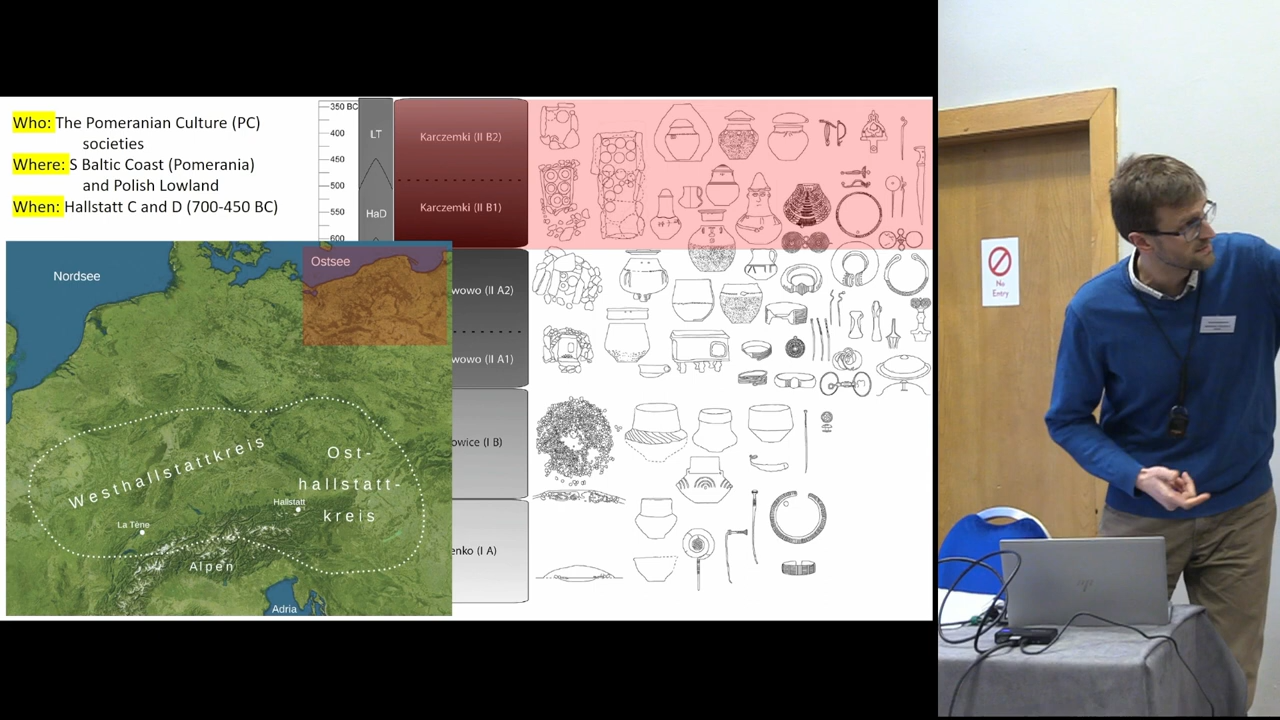 Who: The Pomeranian Culture (PC)
societies
Where: S Baltic Coast (Pomerania)
and Polish Lowland
When: Hallstatt C and D (700-450 BC)
350 BC
400
450
500
550
600
LT
HaD
Karczemki (II B2)
Karczemki (II B1)
wowo (II A2)
wowo (II A1)
owice (I B)
enko (I A)
Nordsee
Ostsee
Westhallstattkreis
Ost-
hallstatt-
kreis
Hallstatt
La Tène
Alpen
Adria
No
Entry